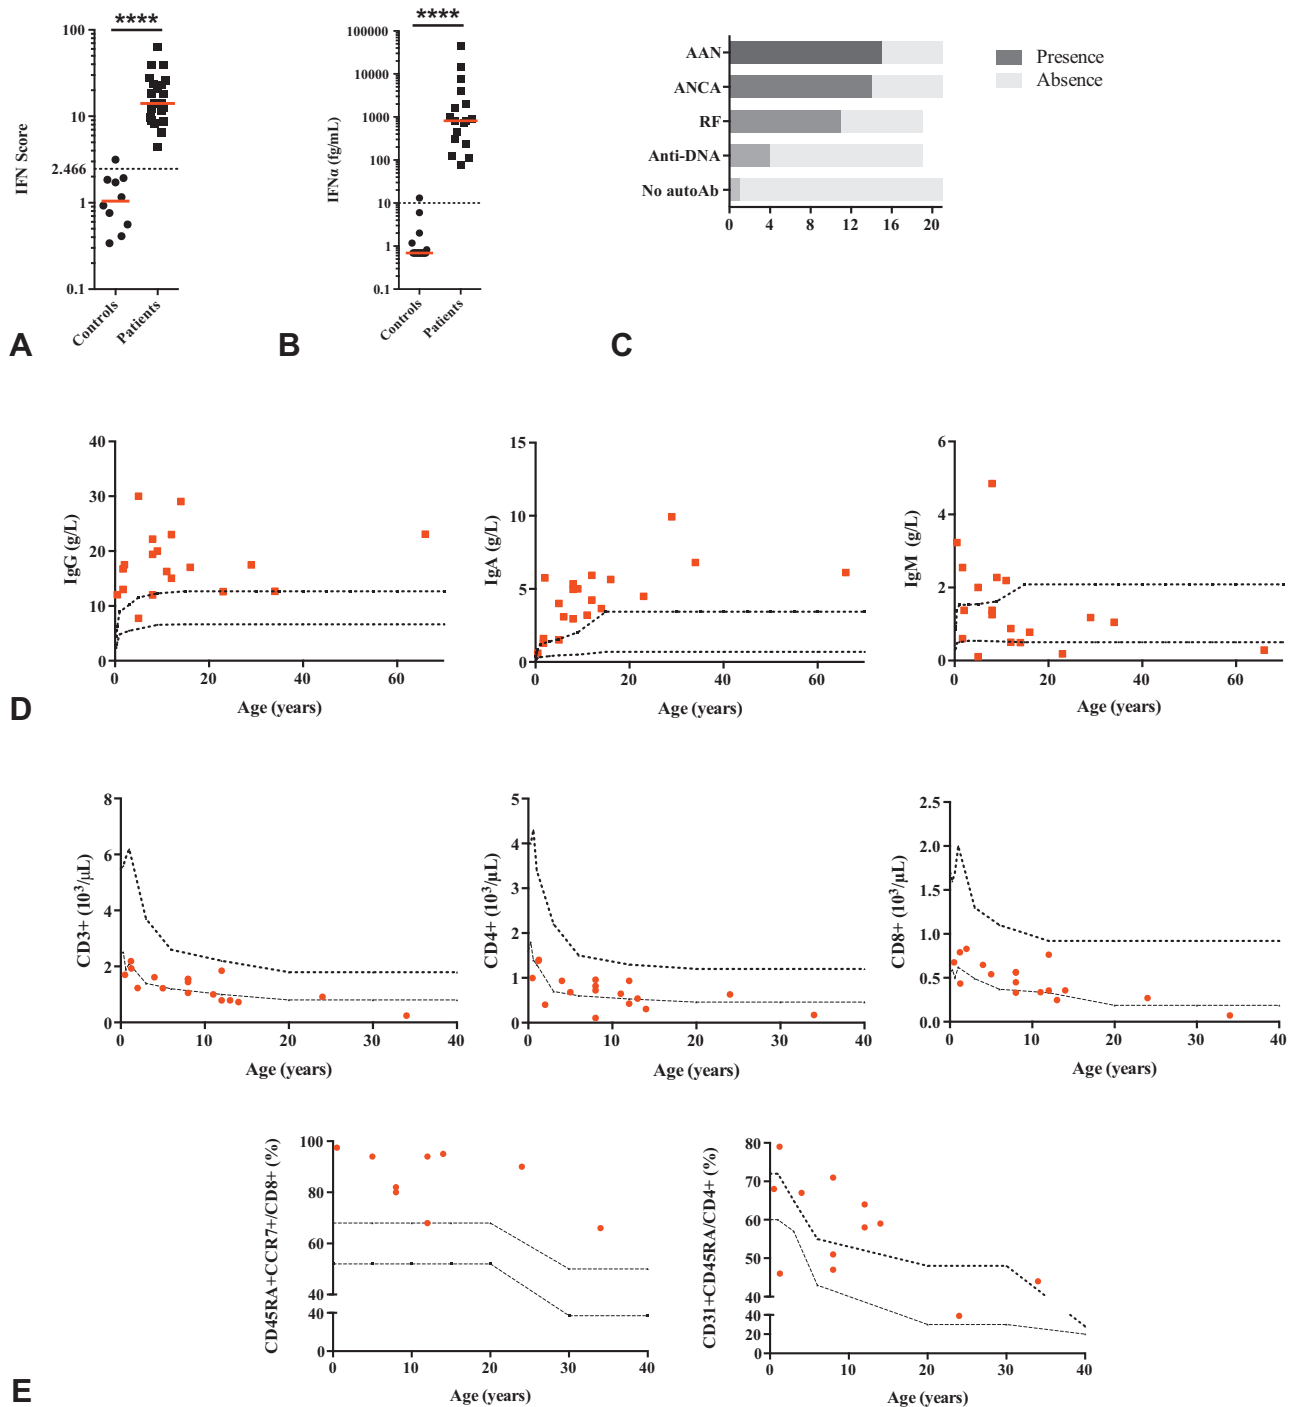 ****
100
10
2.466
1
0.1
IFN Score
Controls
Patients
A
****
100000
10000
1000
100
10
1
0.1
IFNα (fg/mL)
Controls
Patients
B
AAN
ANCA
RF
Anti-DNA
No autoAb
0 4 8 12 16 20
Presence
Absence
C
40
30
20
10
0
IgG (g/L)
0 20 40 60
Age (years)
15
10
5
0
IgA (g/L)
0 20 40 60
Age (years)
6
4
2
0
IgM (g/L)
0 20 40 60
Age (years)
D
8
6
4
2
0
CD3+ (10³/µL)
0 10 20 30 40
Age (years)
5
4
3
2
1
0
CD4+ (10³/µL)
0 10 20 30 40
Age (years)
2.5
2.0
1.5
1.0
0.5
0.0
CD8+ (10³/µL)
0 10 20 30 40
Age (years)
100
80
60
40
40
0
CD45RA+CCR7+/CD8+ (%)
0 10 20 30 40
Age (years)
80
70
60
50
40
40
20
0
CD31+CD45RA/CD4+ (%)
0 10 20 30 40
Age (years)
E